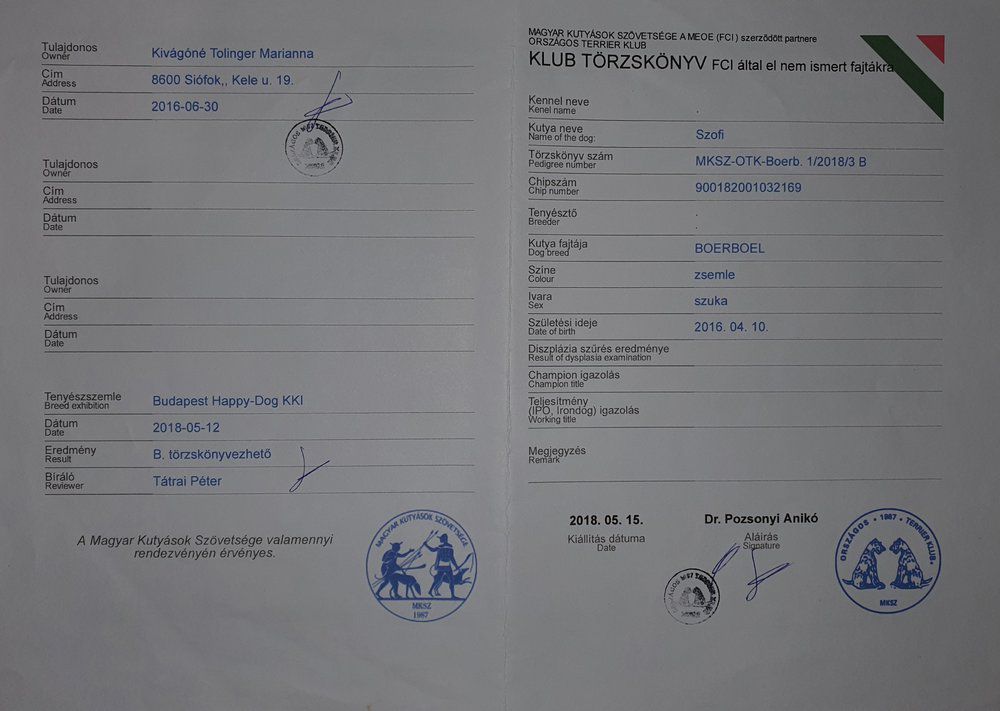 Tulajdonos
Owner
Kivágóné Tolinger Marianna
Cím
Address
8600 Siófok,, Kele u. 19.
Dátum
Date
2016-06-30
Tulajdonos
Owner
Cím
Address
Dátum
Date
Tulajdonos
Owner
Cím
Address
Dátum
Date
Tenyészszemle
Breed exhibition
Budapest Happy-Dog KKI
Dátum
Date
2018-05-12
Eredmény
Result
B. törzskönyvezhető
Bíráló
Reviewer
Tátrai Péter
A Magyar Kutyások Szövetsége valamennyi
rendezvényén érvényes.
MAGYAR KUTYÁSOK SZÖVETSÉGE
MKSZ
1987
MAGYAR KUTYÁSOK SZÖVETSÉGE A MEOE (FCI ) szerződött partnere
ORSZÁGOS TERRIER KLUB
KLUB TÖRZSKÖNYV FCI által el nem ismert fajtákra
Kennel neve
Kenel name
Kutya neve
Name of the dog:
Szofi
Törzskönyv szám
Pedigree number
MKSZ-OTK-Boerb. 1/2018/3 B
Chipszám
Chip number
900182001032169
Tenyésztő
Breeder
Kutya fajtája
Dog breed
BOERBOEL
Színe
Colour
zsemle
Ivara
Sex
szuka
Születési ideje
Date of birth
2016. 04. 10.
Diszplázia szűrés eredménye
Result of dysplasia examination
Champion igazolás
Champion title
Teljesítmény
(IPO, Irondog) igazolás
Working title
Megjegyzés
Remark
2018. 05. 15.
Kiállítás dátuma
Date
Dr. Pozsonyi Anikó
Aláírás
Signature
ORSZÁGOS • 1987 • TERRIER KLUB.
MKSZ